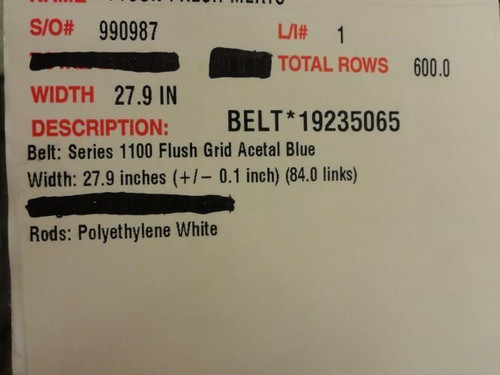 S/O# 990987 L/I# 1
TOTAL ROWS 600.0
WIDTH 27.9 IN
DESCRIPTION: BELT*19235065
Belt: Series 1100 Flush Grid Acetal Blue
Width: 27.9 inches (+/- 0.1 inch) (84.0 links)
Rods: Polyethylene White